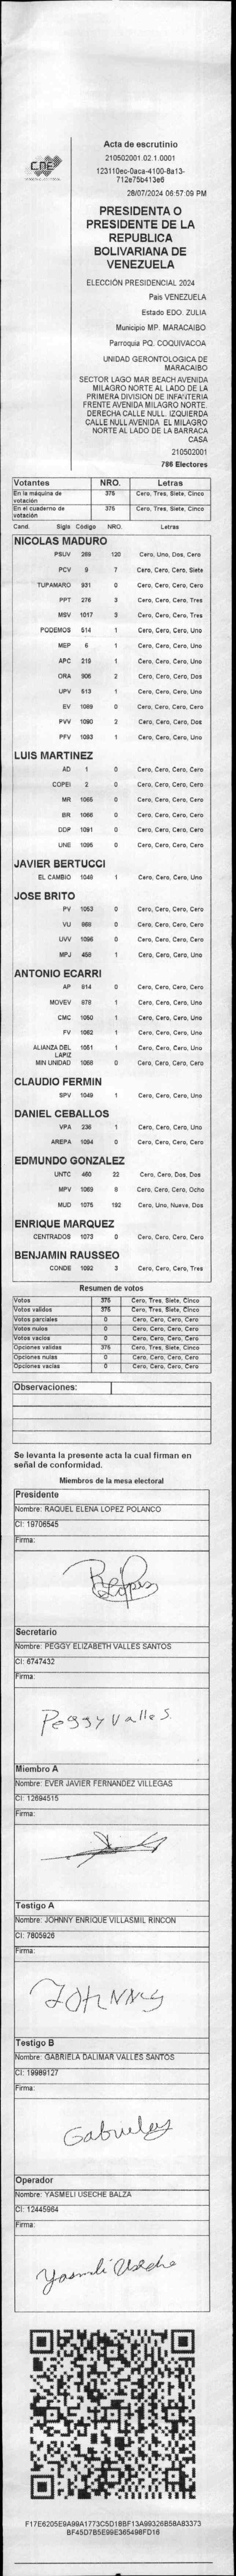 CNE
Acta de escrutinio
210502001.02.1.0001
123110ec-0aca-4100-8a13-
712e75b413e6
28/07/2024 06:57:09 PM
PRESIDENTA O
PRESIDENTE DE LA
REPUBLICA
BOLIVARIANA DE
VENEZUELA
ELECCIÓN PRESIDENCIAL 2024
Pais VENEZUELA
Estado EDO. ZULIA
Municipio MP. MARACAIBO
Parroquia PQ. COQUIVACOA
UNIDAD GERONTOLOGICA DE
MARACAIBO
SECTOR LAGO MAR BEACH AVENIDA
MILAGRO NORTE AL LADO DE LA
PRIMERA DIVISION DE INFANTERIA
FRENTE AVENIDA MILAGRO NORTE.
DERECHA CALLE NULL. IZQUIERDA
CALLE NULL AVENIDA EL MILAGRO
NORTE AL LADO DE LA BARRACA
CASA
210502001
786 Electores
Votantes NRO. Letras
En la máquina de votación 375 Cero, Tres, Siete, Cinco
En el cuaderno de votación 375 Cero, Tres, Siete, Cinco
Cand. Sigla Codigo NRO. Letras
NICOLAS MADURO
PSUV 269 120 Cero, Uno, Dos, Cero
PCV 9 7 Cero, Cero, Cero, Siete
TUPAMARO 931 0 Cero, Cero, Cero, Cero
PPT 276 3 Cero, Cero, Cero, Tres
MSV 1017 3 Cero, Cero, Cero, Tres
PODEMOS 514 1 Cero, Cero, Cero, Uno
MEP 6 1 Cero, Cero, Cero, Uno
APC 219 1 Cero, Cero, Cero, Uno
ORA 906 2 Cero, Cero, Cero, Dos
UPV 513 1 Cero, Cero, Cero, Uno
EV 1089 0 Cero, Cero, Cero, Cero
PVV 1090 2 Cero, Cero, Cero, Dos
PFV 1093 1 Cero, Cero, Cero, Uno
LUIS MARTINEZ
AD 1 0 Cero, Cero, Cero, Cero
COPEI 2 0 Cero, Cero, Cero, Cero
MR 1065 0 Cero, Cero, Cero, Cero
BR 1066 0 Cero, Cero, Cero, Cero
DDP 1091 0 Cero, Cero, Cero, Cero
UNE 1095 0 Cero, Cero, Cero, Cero
JAVIER BERTUCCI
EL CAMBIO 1048 1 Cero, Cero, Cero, Uno
JOSE BRITO
PV 1053 0 Cero, Cero, Cero, Cero
VU 868 0 Cero, Cero, Cero, Cero
UVV 1096 0 Cero, Cero, Cero, Cero
MPJ 458 1 Cero, Cero, Cero, Uno
ANTONIO ECARRI
AP 914 0 Cero, Cero, Cero, Cero
MOVEV 978 1 Cero, Cero, Cero, Uno
CMC 1050 1 Cero, Cero, Cero, Uno
FV 1062 1 Cero, Cero, Cero, Uno
ALIANZA DEL LAPIZ 1051 1 Cero, Cero, Cero, Uno
MIN UNIDAD 1068 0 Cero, Cero, Cero, Cero
CLAUDIO FERMIN
SPV 1049 1 Cero, Cero, Cero, Uno
DANIEL CEBALLOS
VPA 236 1 Cero, Cero, Cero, Uno
AREPA 1094 0 Cero, Cero, Cero, Cero
EDMUNDO GONZALEZ
UNTC 460 22 Cero, Cero, Dos, Dos
MPV 1069 8 Cero, Cero, Cero, Ocho
MUD 1075 192 Cero, Uno, Nueve, Dos
ENRIQUE MARQUEZ
CENTRADOS 1073 0 Cero, Cero, Cero, Cero
BENJAMIN RAUSSEO
CONDE 1092 3 Cero, Cero, Cero, Tres
Resumen de votos
Votos 375 Cero, Tres, Siete, Cinco
Votos validos 375 Cero, Tres, Siete, Cinco
Votos parciales 0 Cero, Cero, Cero, Cero
Votos nulos 0 Cero, Cero, Cero, Cero
Votos vacios 0 Cero, Cero, Cero, Cero
Opciones validas 375 Cero, Tres, Siete, Cinco
Opciones nulas 0 Cero, Cero, Cero, Cero
Opciones vacias 0 Cero, Cero, Cero, Cero
Observaciones:
Se levanta la presente acta la cual firman en
señal de conformidad.
Miembros de la mesa electoral
Presidente
Nombre: RAQUEL ELENA LOPEZ POLANCO
CI: 19706545
Firma:
RLópez
Secretario
Nombre: PEGGY ELIZABETH VALLES SANTOS
CI: 6747432
Firma:
Peggy Valles S.
Miembro A
Nombre: EVER JAVIER FERNANDEZ VILLEGAS
CI: 12694515
Firma:
Testigo A
Nombre: JOHNNY ENRIQUE VILLASMIL RINCON
CI: 7805926
Firma:
JOHNNY
Testigo B
Nombre: GABRIELA DALIMAR VALLES SANTOS
CI: 19989127
Firma:
Gabriela
Operador
Nombre: YASMELI USECHE BALZA
CI: 12445964
Firma:
Yasmeli Useche
F17E6205E9A99A1773C5D18BF13A99326B58AB3373
BF45D7B5E99E365498FD16